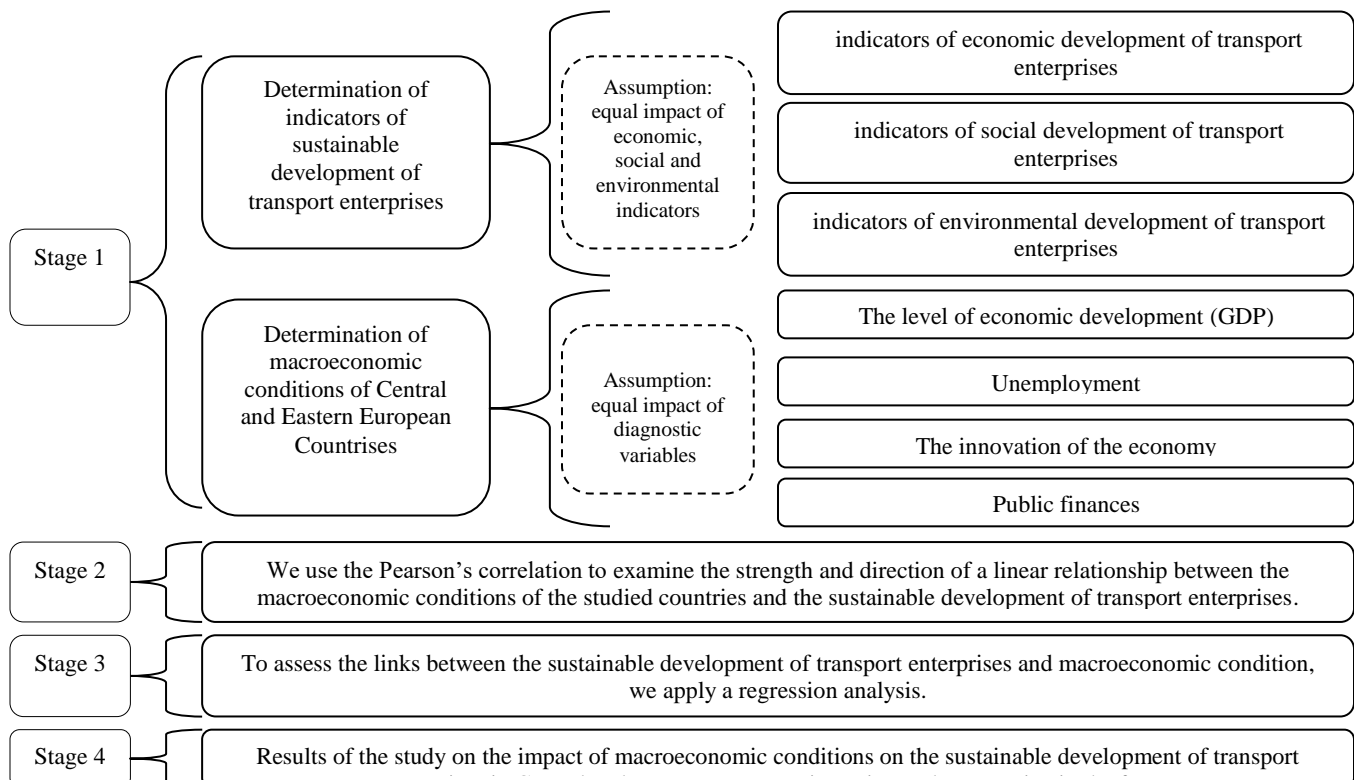 Stage 1
Determination of
indicators of
sustainable
development of
transport enterprises
Assumption:
equal impact of
economic,
social and
environmental
indicators
indicators of economic development of transport
enterprises
indicators of social development of transport
enterprises
indicators of environmental development of transport
enterprises
Determination of
macroeconomic
conditions of Central
and Eastern European
Countrises
Assumption:
equal impact of
diagnostic
variables
The level of economic development (GDP)
Unemployment
The innovation of the economy
Public finances
Stage 2
We use the Pearson's correlation to examine the strength and direction of a linear relationship between the
macroeconomic conditions of the studied countries and the sustainable development of transport enterprises.
Stage 3
To assess the links between the sustainable development of transport enterprises and macroeconomic condition,
we apply a regression analysis.
Stage 4
Results of the study on the impact of macroeconomic conditions on the sustainable development of transport